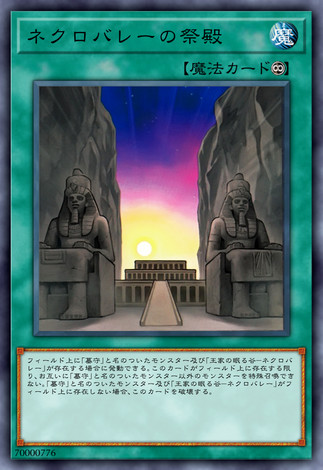 ネクロバレーの祭殿
魔
【魔法カード♾】
フィールド上に「墓守」と名のついたモンスター及び「王家の眠る谷－ネクロバレ
ー」が存在する場合に発動できる。このカードがフィールド上に存在する限
り、お互いに「墓守」と名のついたモンスター以外のモンスターを特殊召喚でき
ない。「墓守」と名のついたモンスター及び「王家の眠る谷－ネクロバレー」がフィ
ールド上に存在しない場合、このカードを破壊する。
70000776